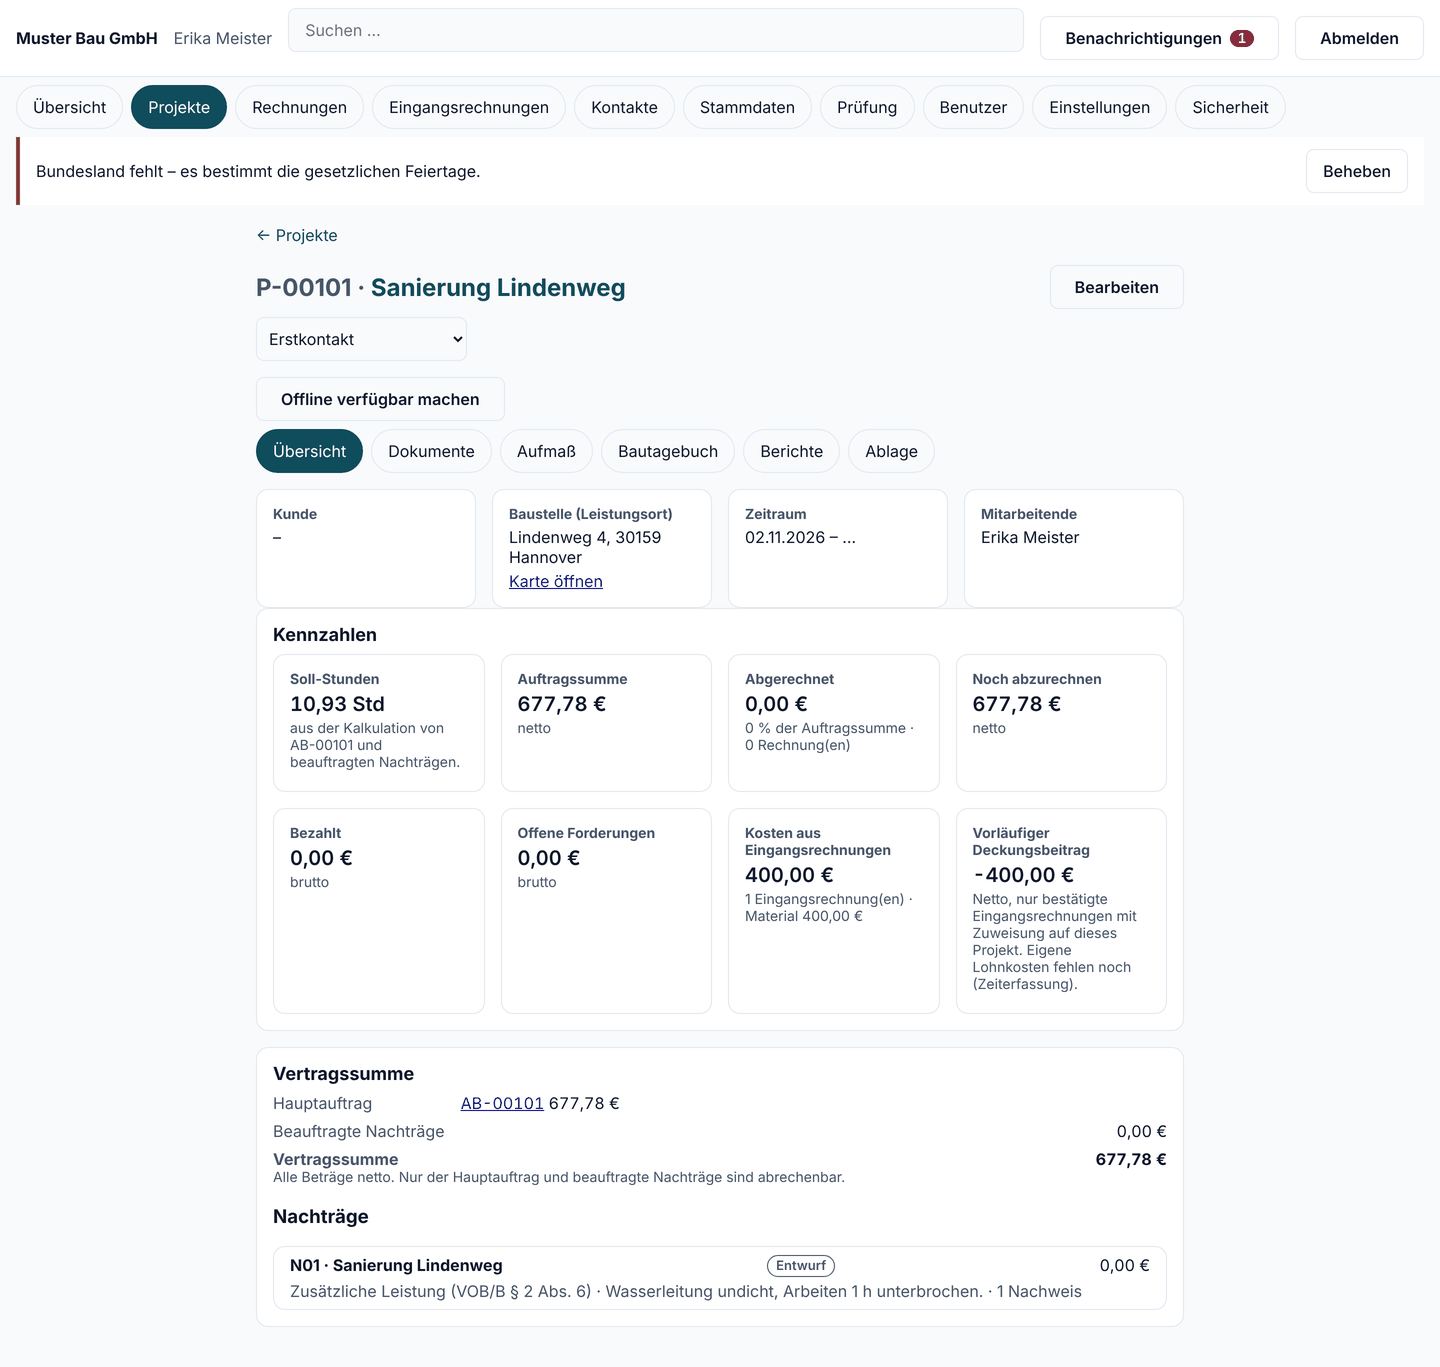 Muster Bau GmbH Erika Meister Suchen ... Benachrichtigungen 1 Abmelden
Übersicht Projekte Rechnungen Eingangsrechnungen Kontakte Stammdaten Prüfung Benutzer Einstellungen Sicherheit
Bundesland fehlt – es bestimmt die gesetzlichen Feiertage. Beheben
← Projekte
P-00101 · Sanierung Lindenweg Bearbeiten
Erstkontakt
Offline verfügbar machen
Übersicht Dokumente Aufmaß Bautagebuch Berichte Ablage
Kunde
–
Baustelle (Leistungsort)
Lindenweg 4, 30159
Hannover
Karte öffnen
Zeitraum
02.11.2026 – ...
Mitarbeitende
Erika Meister
Kennzahlen
Soll-Stunden
10,93 Std
aus der Kalkulation von
AB-00101 und
beauftragten Nachträgen.
Auftragssumme
677,78 €
netto
Abgerechnet
0,00 €
0 % der Auftragssumme ·
0 Rechnung(en)
Noch abzurechnen
677,78 €
netto
Bezahlt
0,00 €
brutto
Offene Forderungen
0,00 €
brutto
Kosten aus
Eingangsrechnungen
400,00 €
1 Eingangsrechnung(en) ·
Material 400,00 €
Vorläufiger
Deckungsbeitrag
-400,00 €
Netto, nur bestätigte
Eingangsrechnungen mit
Zuweisung auf dieses
Projekt. Eigene
Lohnkosten fehlen noch
(Zeiterfassung).
Vertragssumme
Hauptauftrag AB-00101 677,78 €
Beauftragte Nachträge 0,00 €
Vertragssumme 677,78 €
Alle Beträge netto. Nur der Hauptauftrag und beauftragte Nachträge sind abrechenbar.
Nachträge
N01 · Sanierung Lindenweg Entwurf 0,00 €
Zusätzliche Leistung (VOB/B § 2 Abs. 6) · Wasserleitung undicht, Arbeiten 1 h unterbrochen. · 1 Nachweis